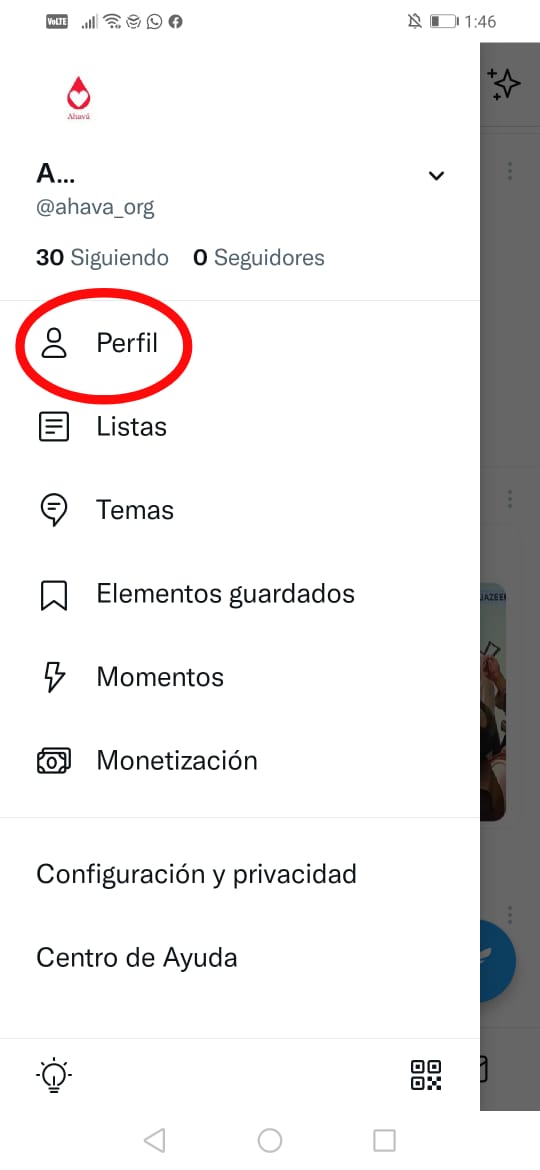 VoLTE
1:46
Ahavá
A...
@ahava_org
30 Siguiendo 0 Seguidores
Perfil
Listas
Temas
Elementos guardados
Momentos
Monetización
Configuración y privacidad
Centro de Ayuda